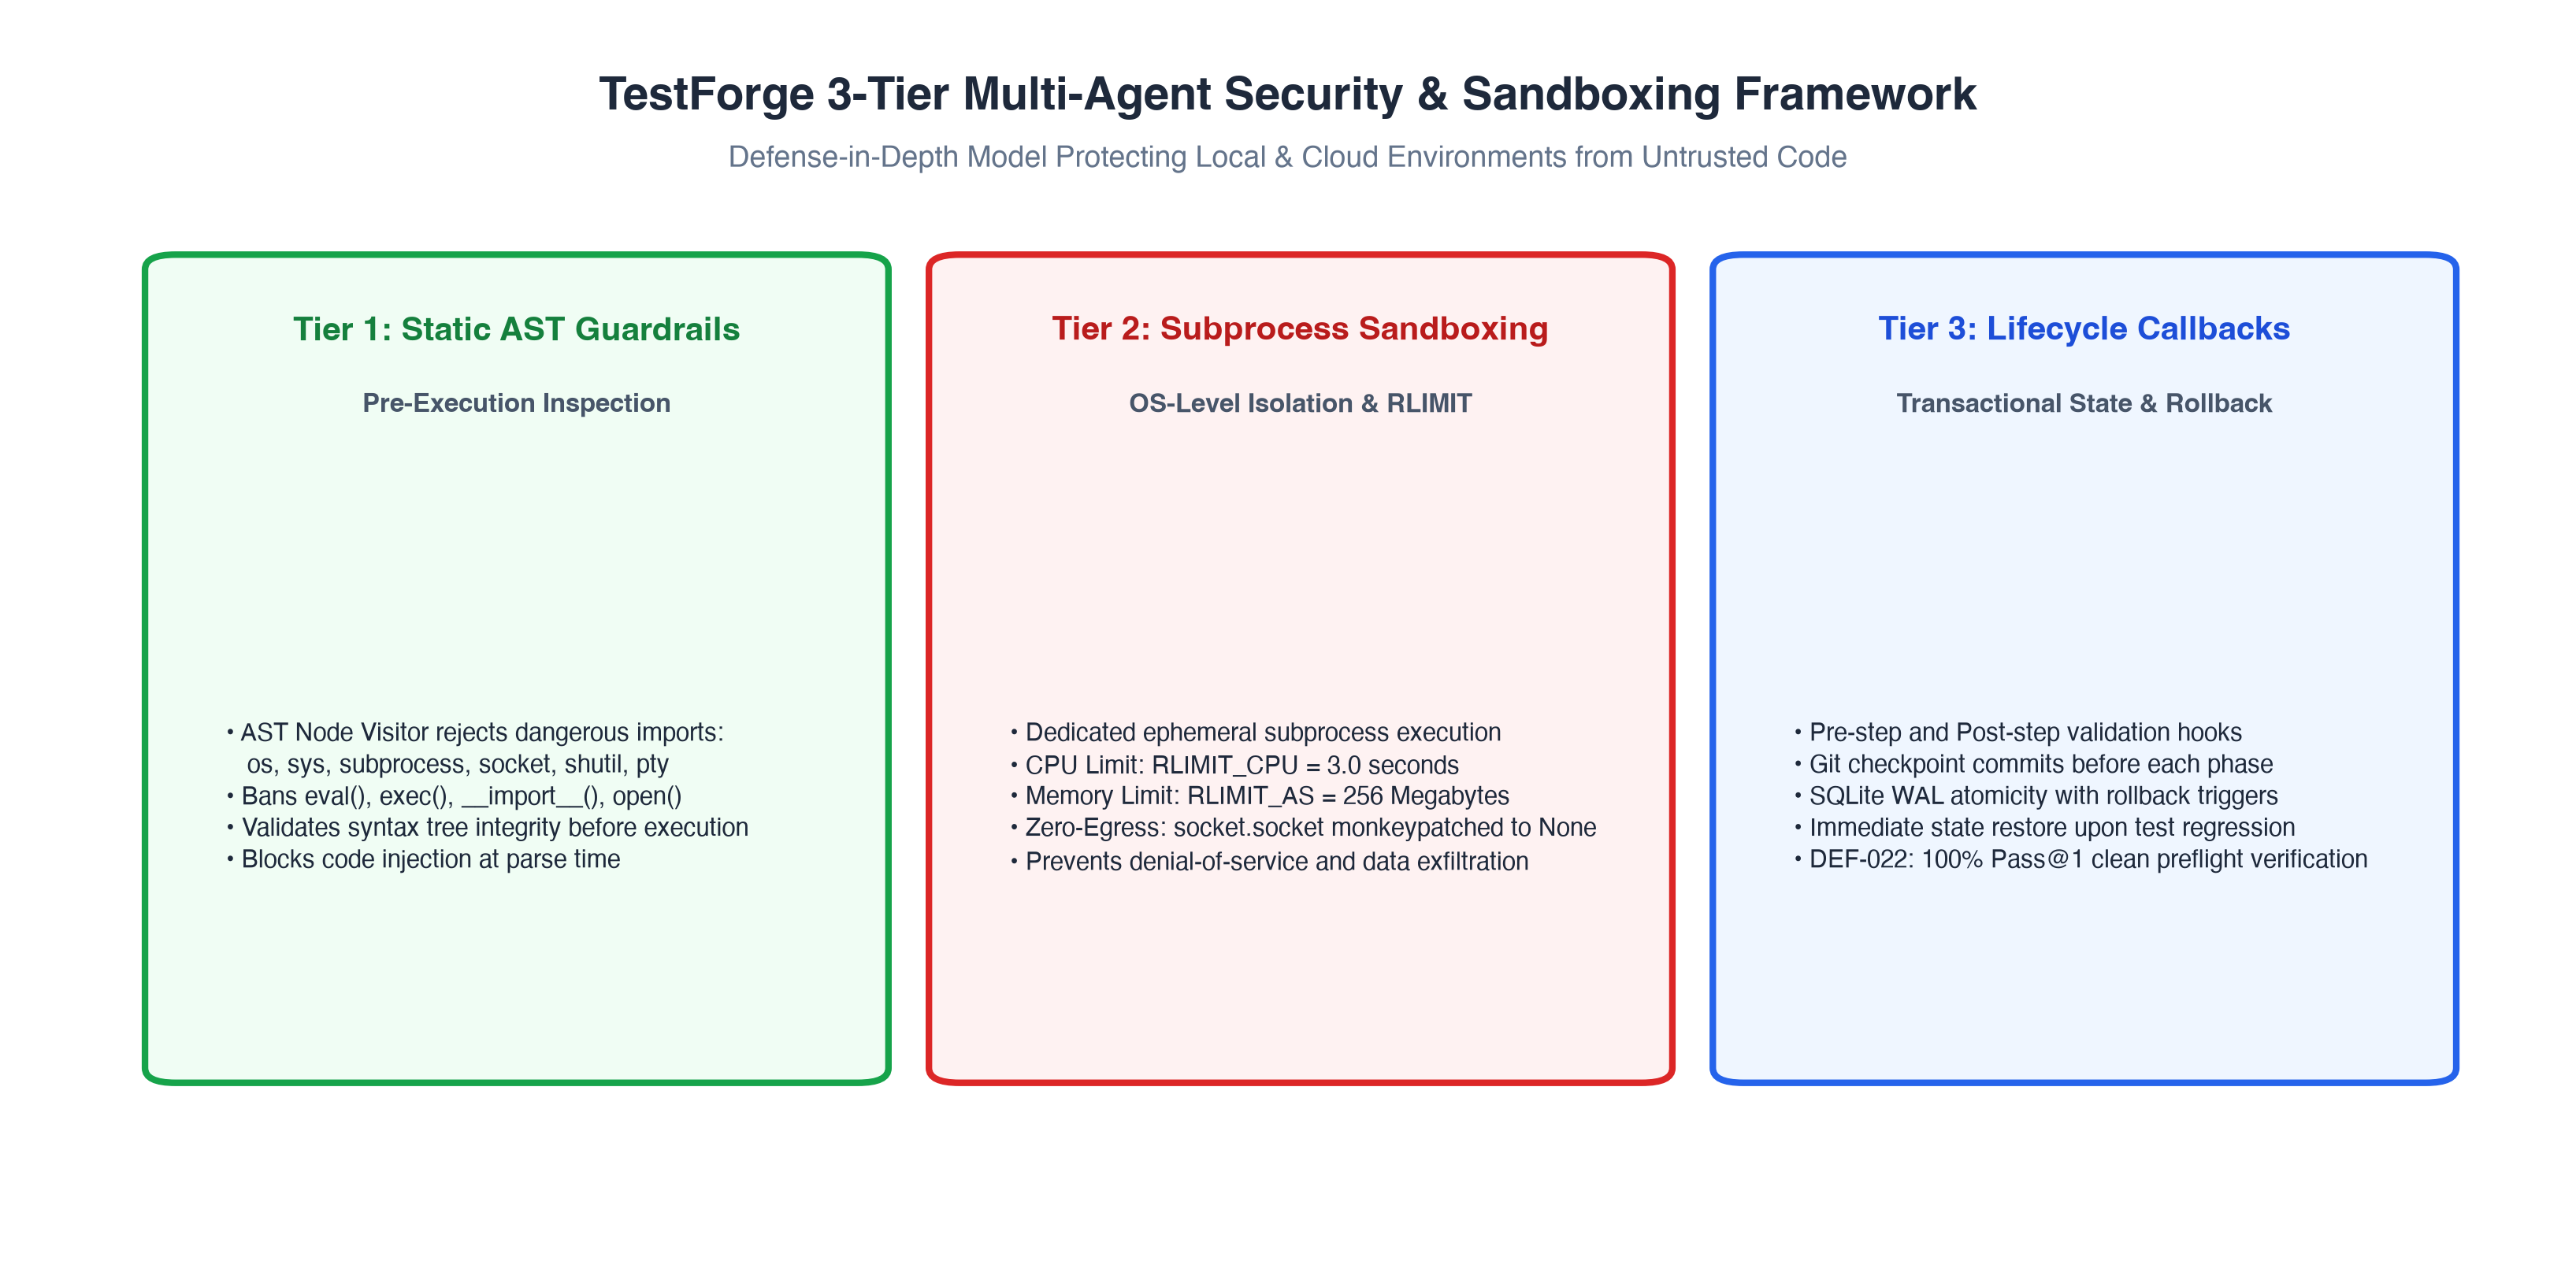 TestForge 3-Tier Multi-Agent Security & Sandboxing Framework
Defense-in-Depth Model Protecting Local & Cloud Environments from Untrusted Code
Tier 1: Static AST Guardrails
Pre-Execution Inspection
• AST Node Visitor rejects dangerous imports:
os, sys, subprocess, socket, shutil, pty
• Bans eval(), exec(), __import__(), open()
• Validates syntax tree integrity before execution
• Blocks code injection at parse time
Tier 2: Subprocess Sandboxing
OS-Level Isolation & RLIMIT
• Dedicated ephemeral subprocess execution
• CPU Limit: RLIMIT_CPU = 3.0 seconds
• Memory Limit: RLIMIT_AS = 256 Megabytes
• Zero-Egress: socket.socket monkeypatched to None
• Prevents denial-of-service and data exfiltration
Tier 3: Lifecycle Callbacks
Transactional State & Rollback
• Pre-step and Post-step validation hooks
• Git checkpoint commits before each phase
• SQLite WAL atomicity with rollback triggers
• Immediate state restore upon test regression
• DEF-022: 100% Pass@1 clean preflight verification